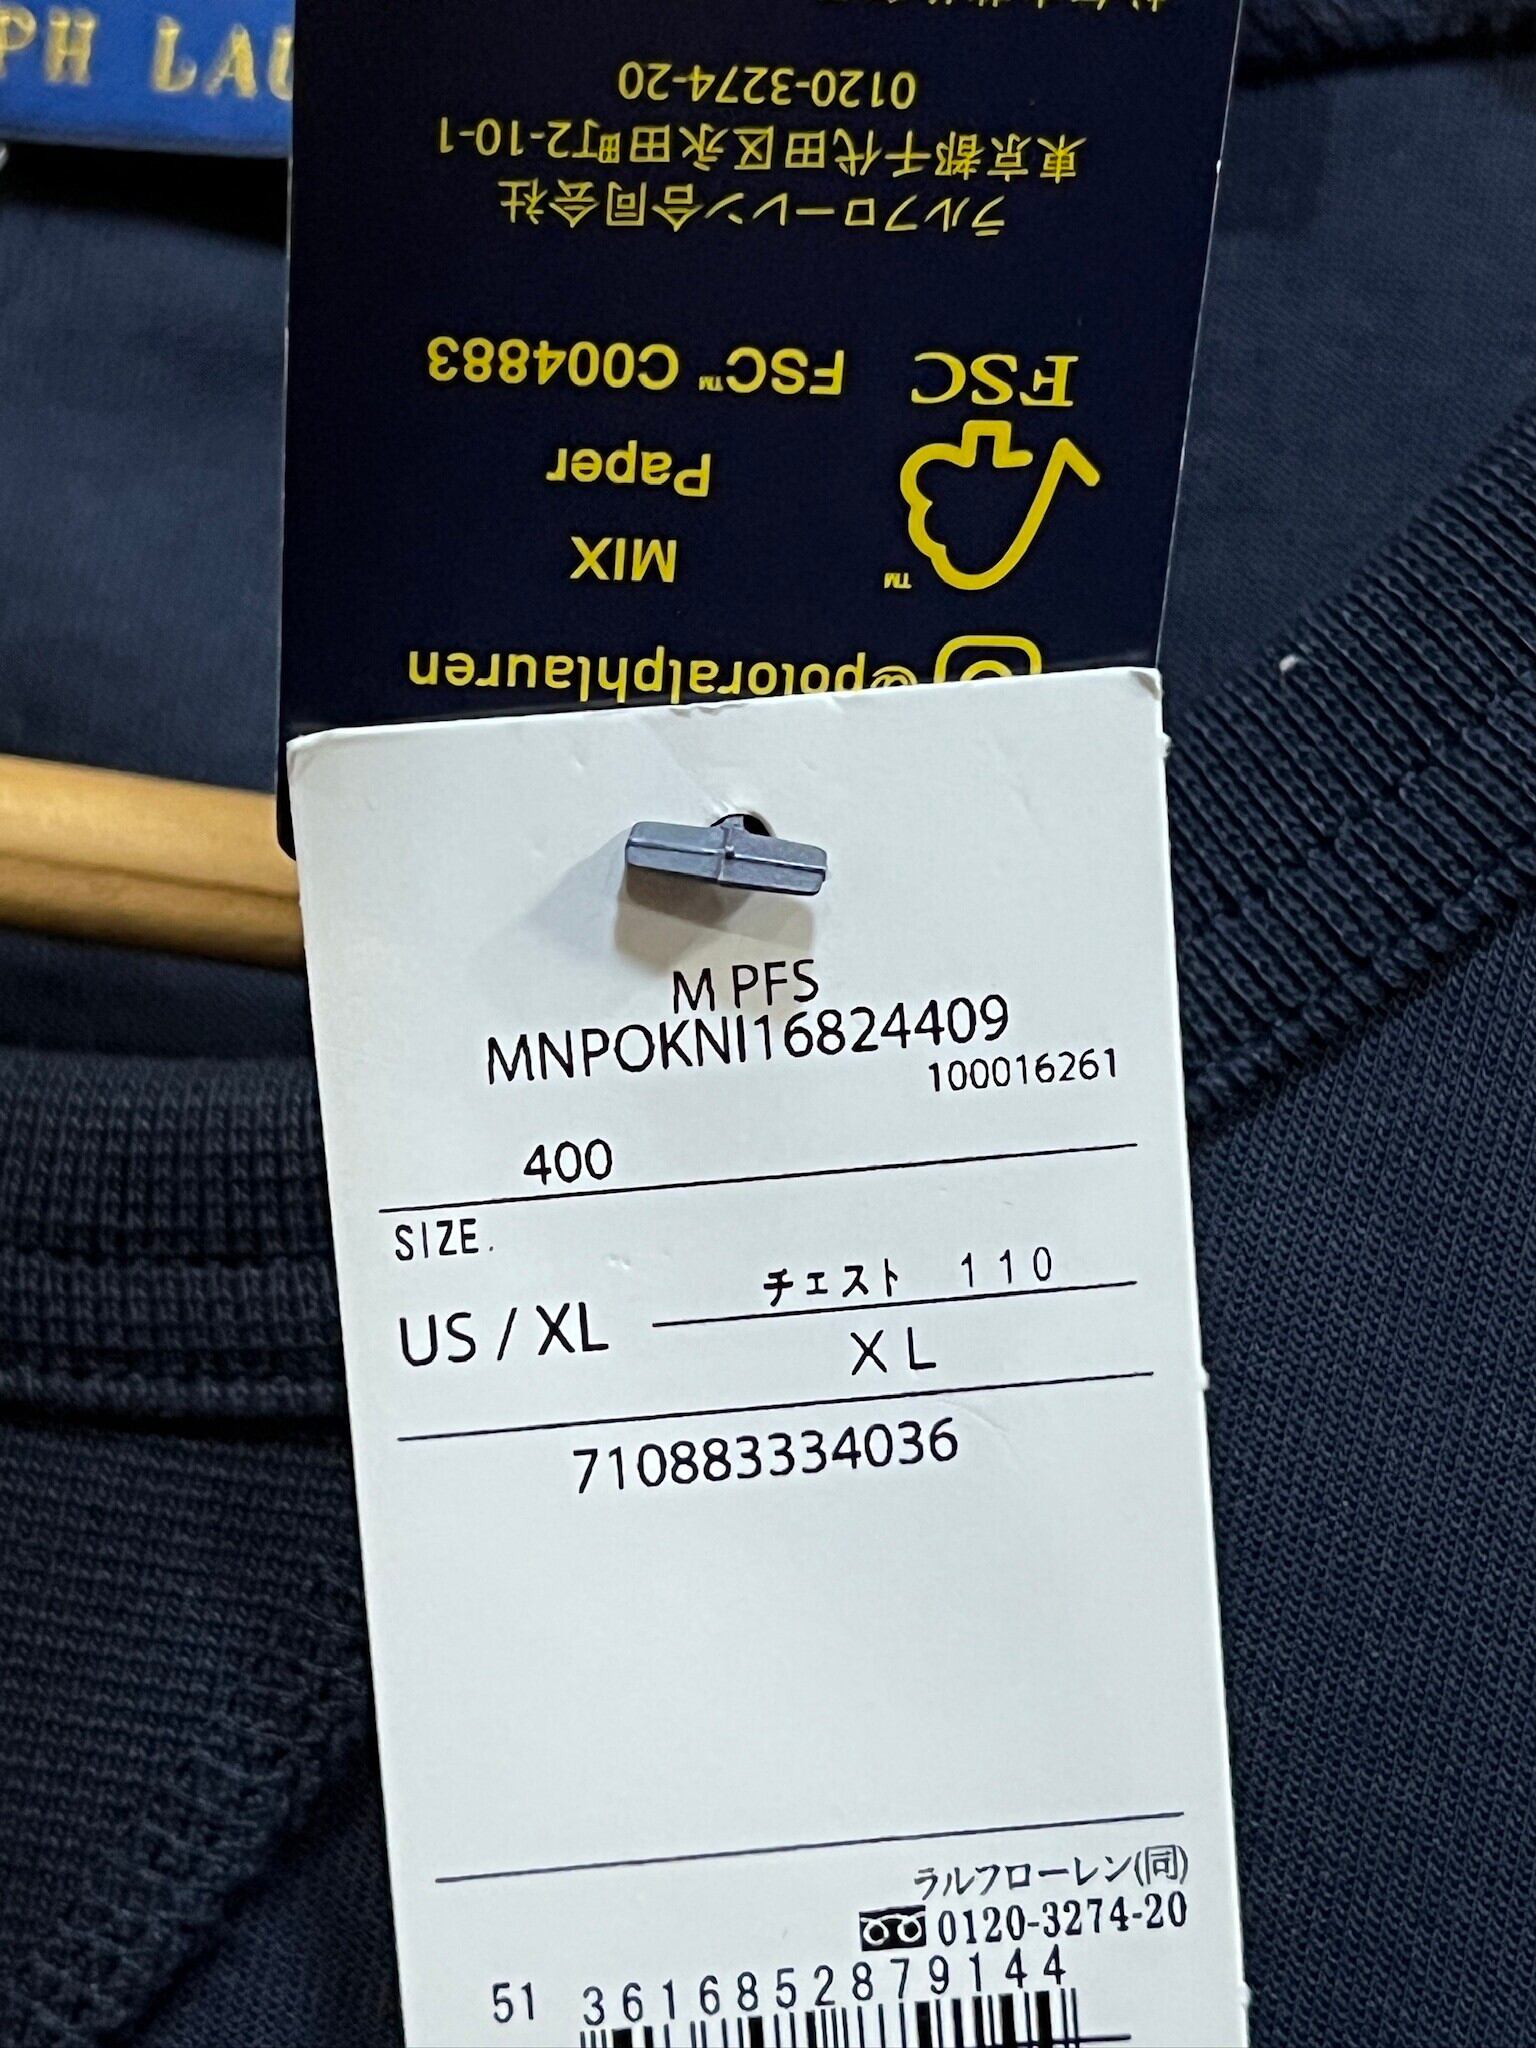 PH LAU
0120-3274-20
東京都千代田区永田町2-10-1
ラルフローレン合同会社
FSC™ C004883
FSC
Paper
MIX
™
@poloralphlauren
M PFS
MNPOKNI16824409
100016261
400
SIZE.
チェスト 110
US / XL
XL
710883334036
ラルフローレン(同)
0120-3274-20
51 3616852879144